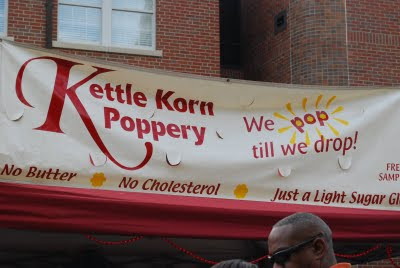 Kettle Korn
Poppery
We pop
till we drop!
FRE
SAMP
No Butter
No Cholesterol
Just a Light Sugar Gl